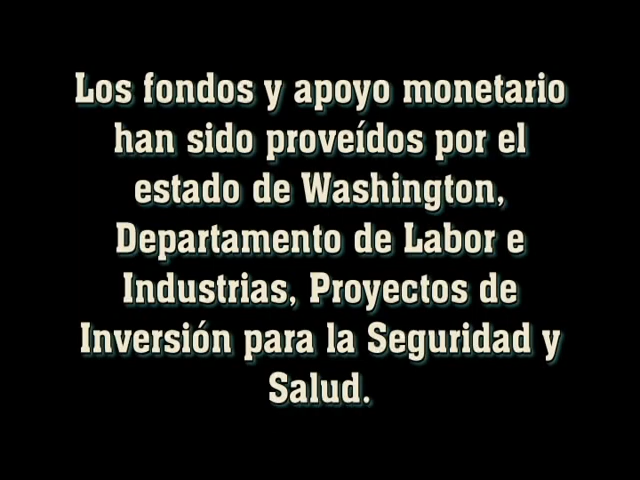 Los fondos y apoyo monetario
han sido proveídos por el
estado de Washington,
Departamento de Labor e
Industrias, Proyectos de
Inversión para la Seguridad y
Salud.